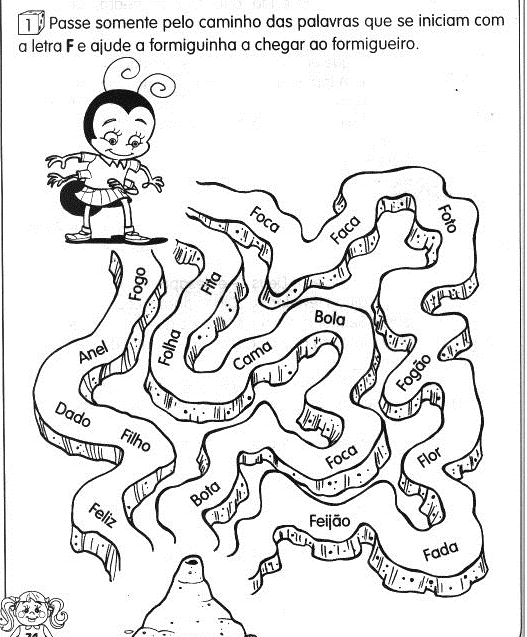 1 Passe somente pelo caminho das palavras que se iniciam com
a letra F e ajude a formiguinha a chegar ao formigueiro.
Foca
Faca
Foto
Fogo
Fita
Folha
Bola
Cama
Anel
Fogão
Dado
Filho
Foca
Flor
Bota
Feliz
Feijão
Fada